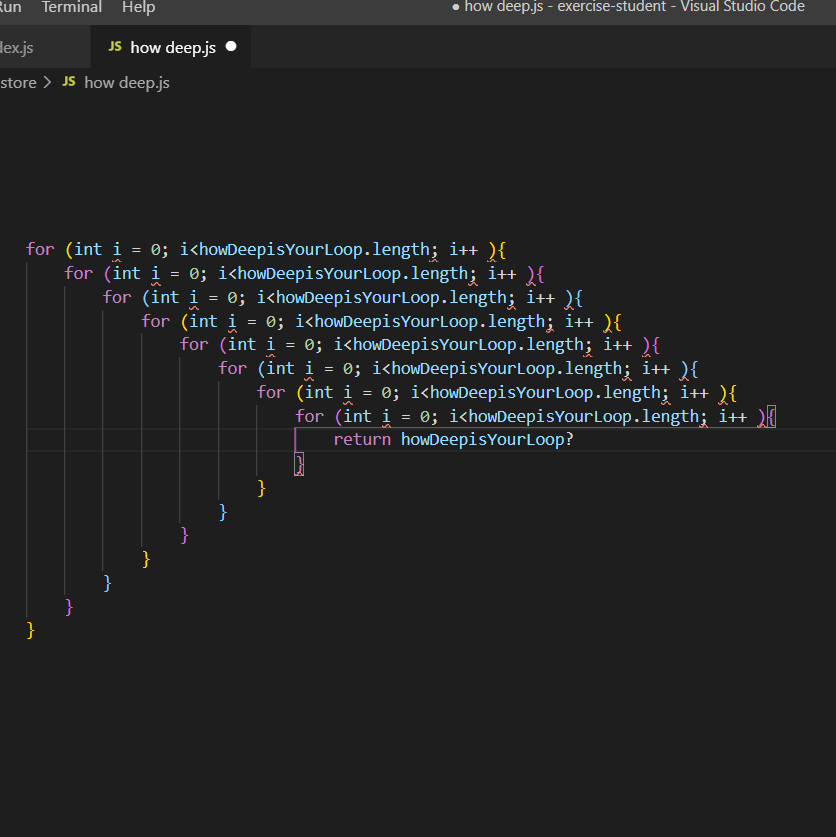 Run Terminal Help ● how deep.js - exercise-student - Visual Studio Code
dex.js JS how deep.js ●
store > JS how deep.js
for (int i = 0; i<howDeepisYourLoop.length; i++ ){
for (int i = 0; i<howDeepisYourLoop.length; i++ ){
for (int i = 0; i<howDeepisYourLoop.length; i++ ){
for (int i = 0; i<howDeepisYourLoop.length; i++ ){
for (int i = 0; i<howDeepisYourLoop.length; i++ ){
for (int i = 0; i<howDeepisYourLoop.length; i++ ){
for (int i = 0; i<howDeepisYourLoop.length; i++ ){
for (int i = 0; i<howDeepisYourLoop.length; i++ ){
return howDeepisYourLoop?
}
}
}
}
}
}
}
}